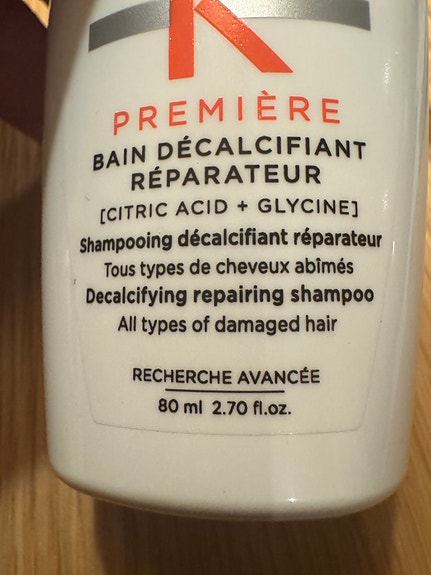 PREMIÈRE
BAIN DÉCALCIFIANT
RÉPARATEUR
[CITRIC ACID + GLYCINE]
Shampooing décalcifiant réparateur
Tous types de cheveux abîmés
Decalcifying repairing shampoo
All types of damaged hair
RECHERCHE AVANCÉE
80 ml 2.70 fl.oz.